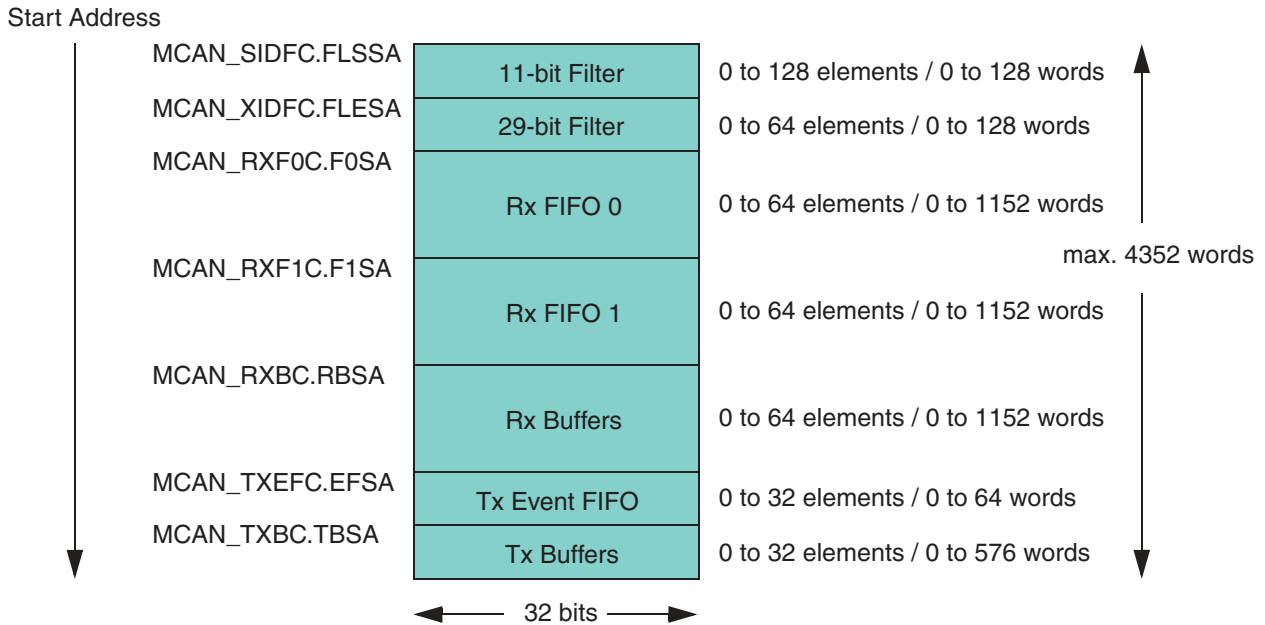 Start Address
MCAN_SIDFC.FLSSA
11-bit Filter
0 to 128 elements / 0 to 128 words
MCAN_XIDFC.FLESA
29-bit Filter
0 to 64 elements / 0 to 128 words
MCAN_RXF0C.F0SA
Rx FIFO 0
0 to 64 elements / 0 to 1152 words
max. 4352 words
MCAN_RXF1C.F1SA
Rx FIFO 1
0 to 64 elements / 0 to 1152 words
MCAN_RXBC.RBSA
Rx Buffers
0 to 64 elements / 0 to 1152 words
MCAN_TXEFC.EFSA
Tx Event FIFO
0 to 32 elements / 0 to 64 words
MCAN_TXBC.TBSA
Tx Buffers
0 to 32 elements / 0 to 576 words
32 bits